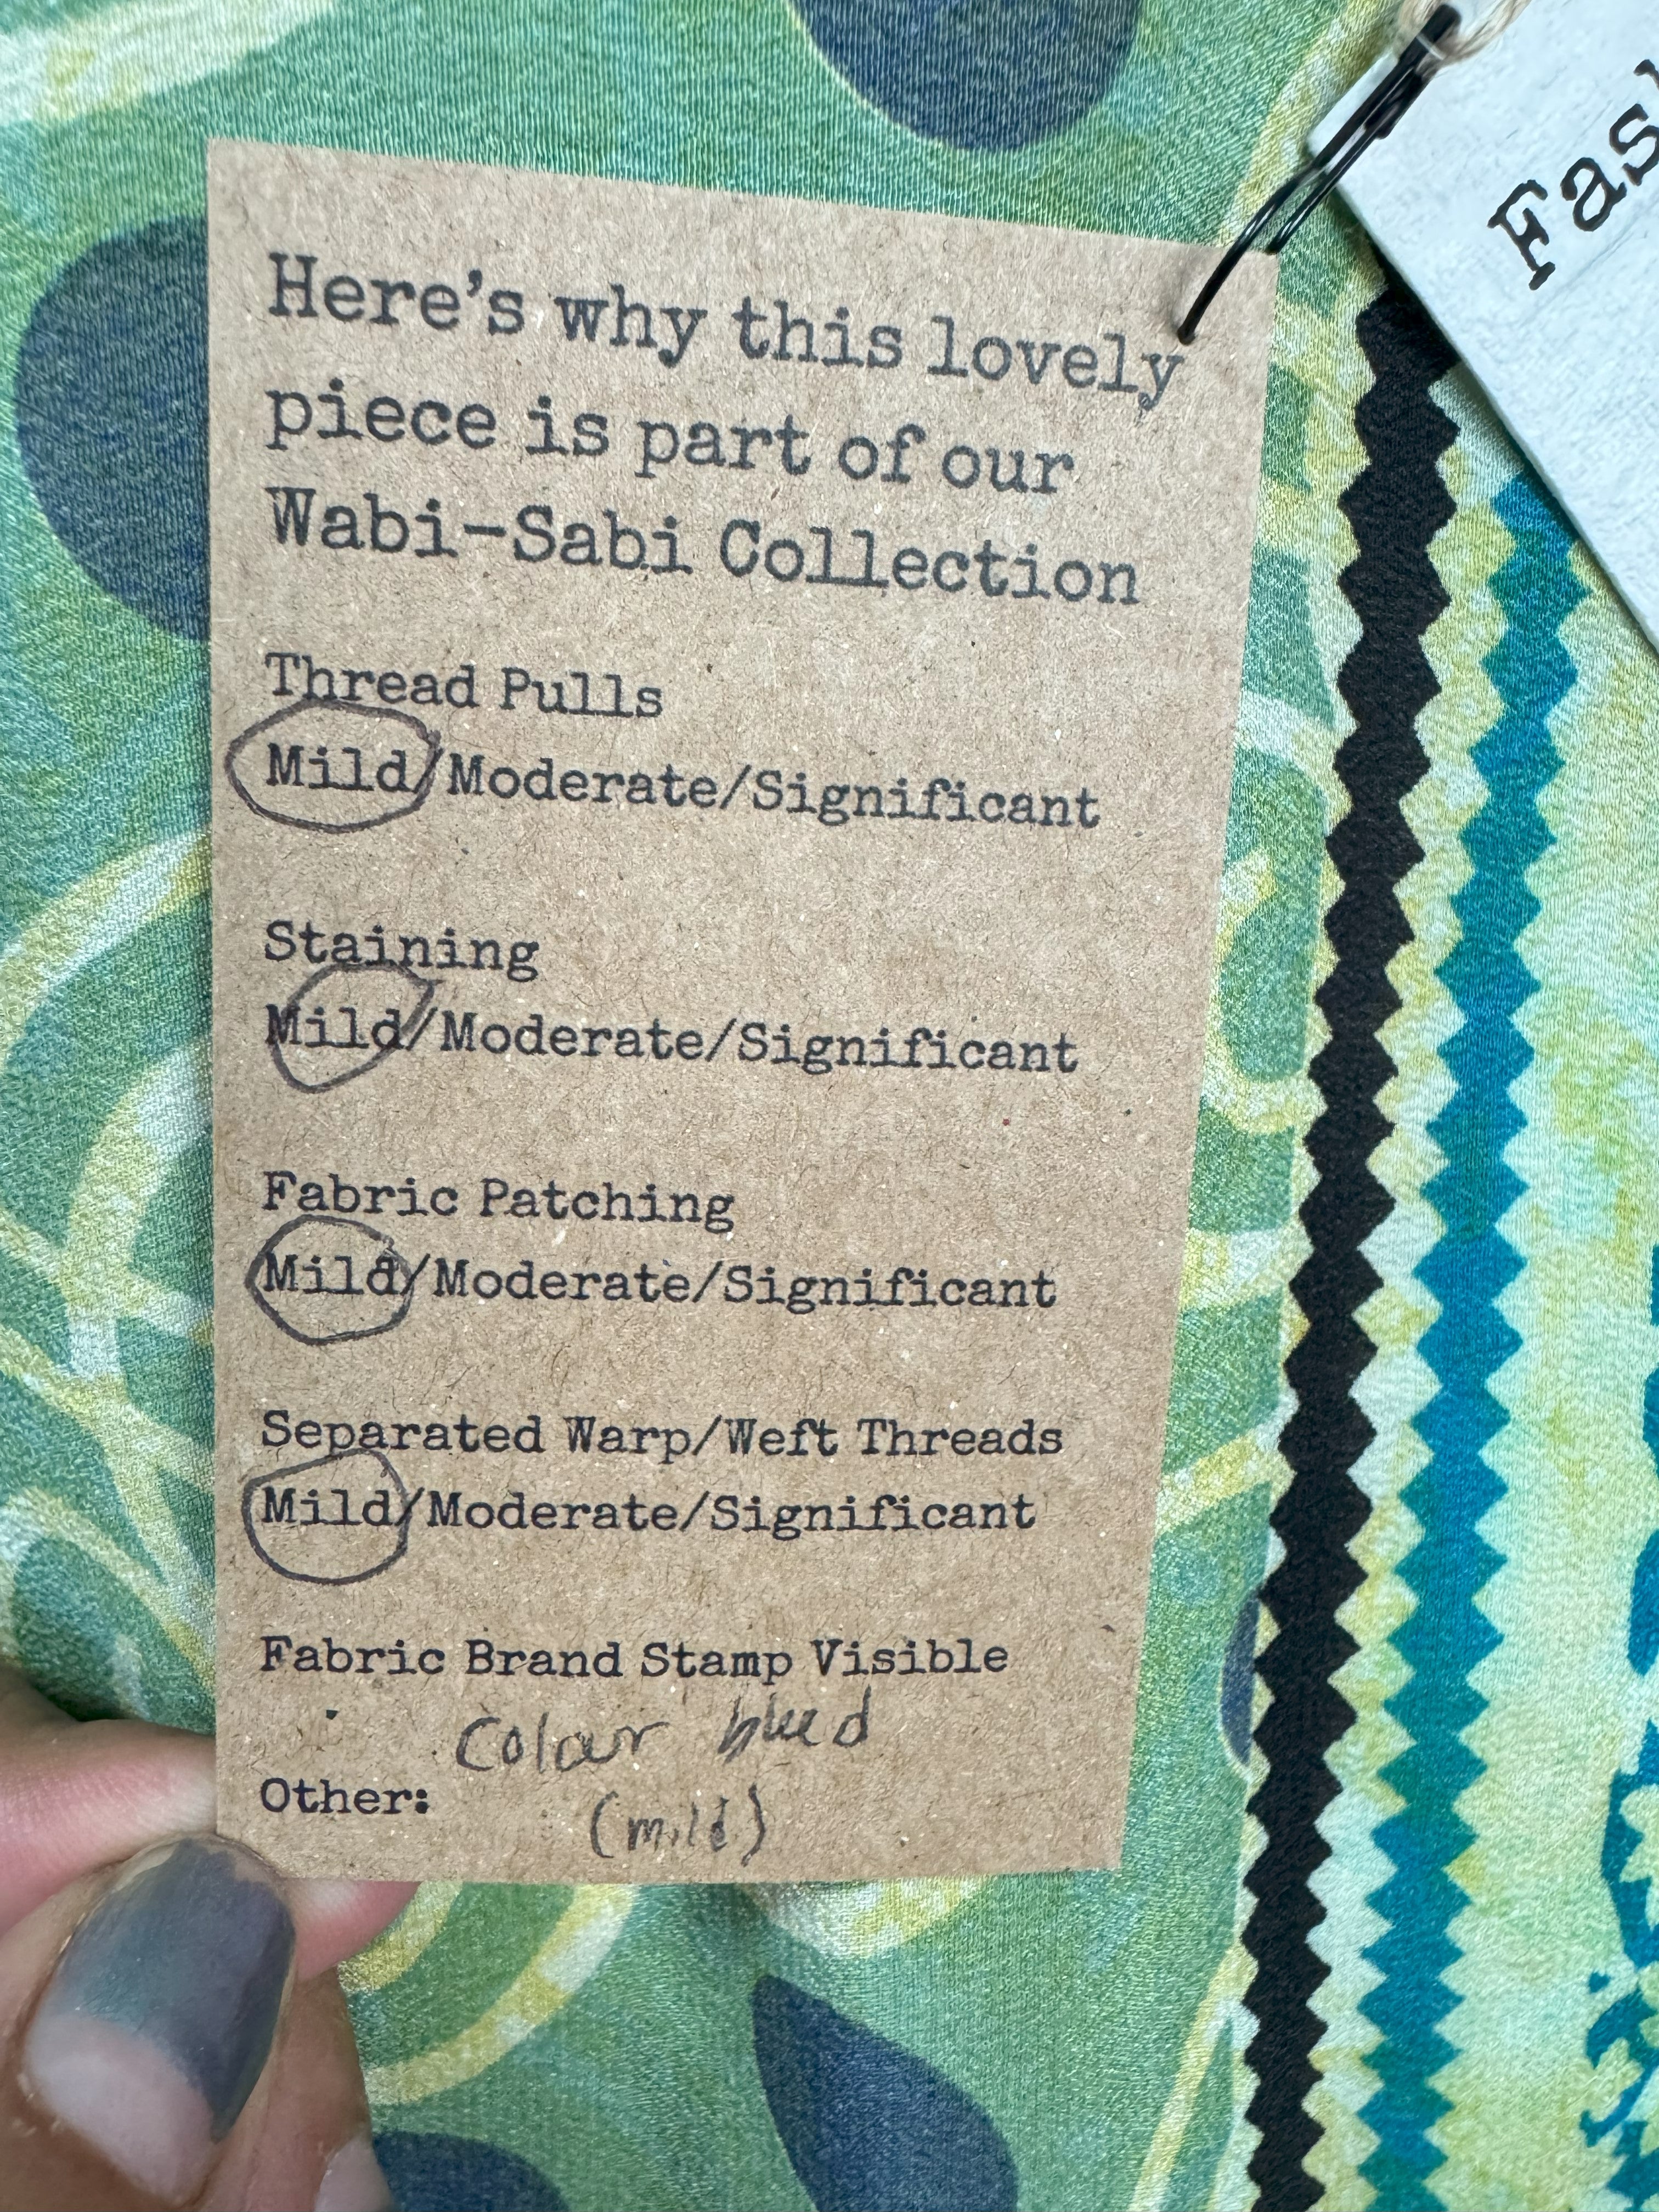 Here's why this lovely
piece is part of our
Wabi-Sabi Collection
Thread Pulls
Mild/Moderate/Significant
Staining
Mild/Moderate/Significant
Fabric Patching
Mild/Moderate/Significant
Separated Warp/Weft Threads
Mild/Moderate/Significant
Fabric Brand Stamp Visible
Colour bleed
Other:
(mild)